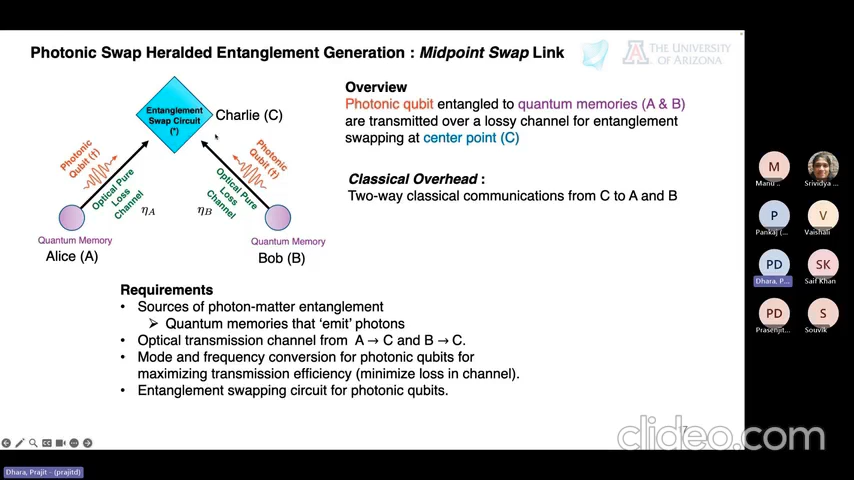 Photonic Swap Heralded Entanglement Generation : Midpoint Swap Link
THE UNIVERSITY
OF ARIZONA
Entanglement
Swap Circuit
(*)
Charlie (C)
Photonic
Qubit (†)
Photonic
Qubit (†)
Optical Pure
Loss
Channel
Optical Pure
Loss
Channel
ηA
ηB
Quantum Memory
Alice (A)
Quantum Memory
Bob (B)
Overview
Photonic qubit entangled to quantum memories (A & B)
are transmitted over a lossy channel for entanglement
swapping at center point (C)
Classical Overhead :
Two-way classical communications from C to A and B
Requirements
• Sources of photon-matter entanglement
➢ Quantum memories that 'emit' photons
• Optical transmission channel from A → C and B → C.
• Mode and frequency conversion for photonic qubits for
maximizing transmission efficiency (minimize loss in channel).
• Entanglement swapping circuit for photonic qubits.
M
Manu ..
Srividya ...
P
Pankaj (...
V
Vaishali
PD
Dhara, P...
SK
Saif Khan
PD
Prasenjit...
S
Souvik
clideo.com
Dhara, Prajit - (prajitd)